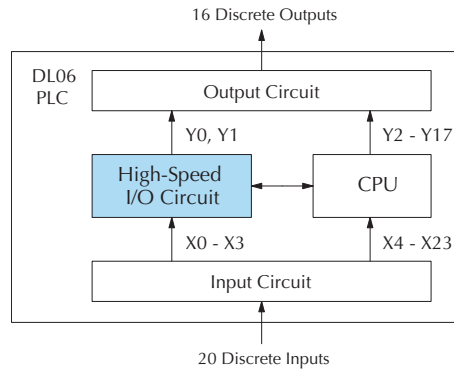 16 Discrete Outputs
DL06
PLC
Output Circuit
Y0, Y1
Y2 - Y17
High-Speed
I/O Circuit
CPU
X0 - X3
X4 - X23
Input Circuit
20 Discrete Inputs